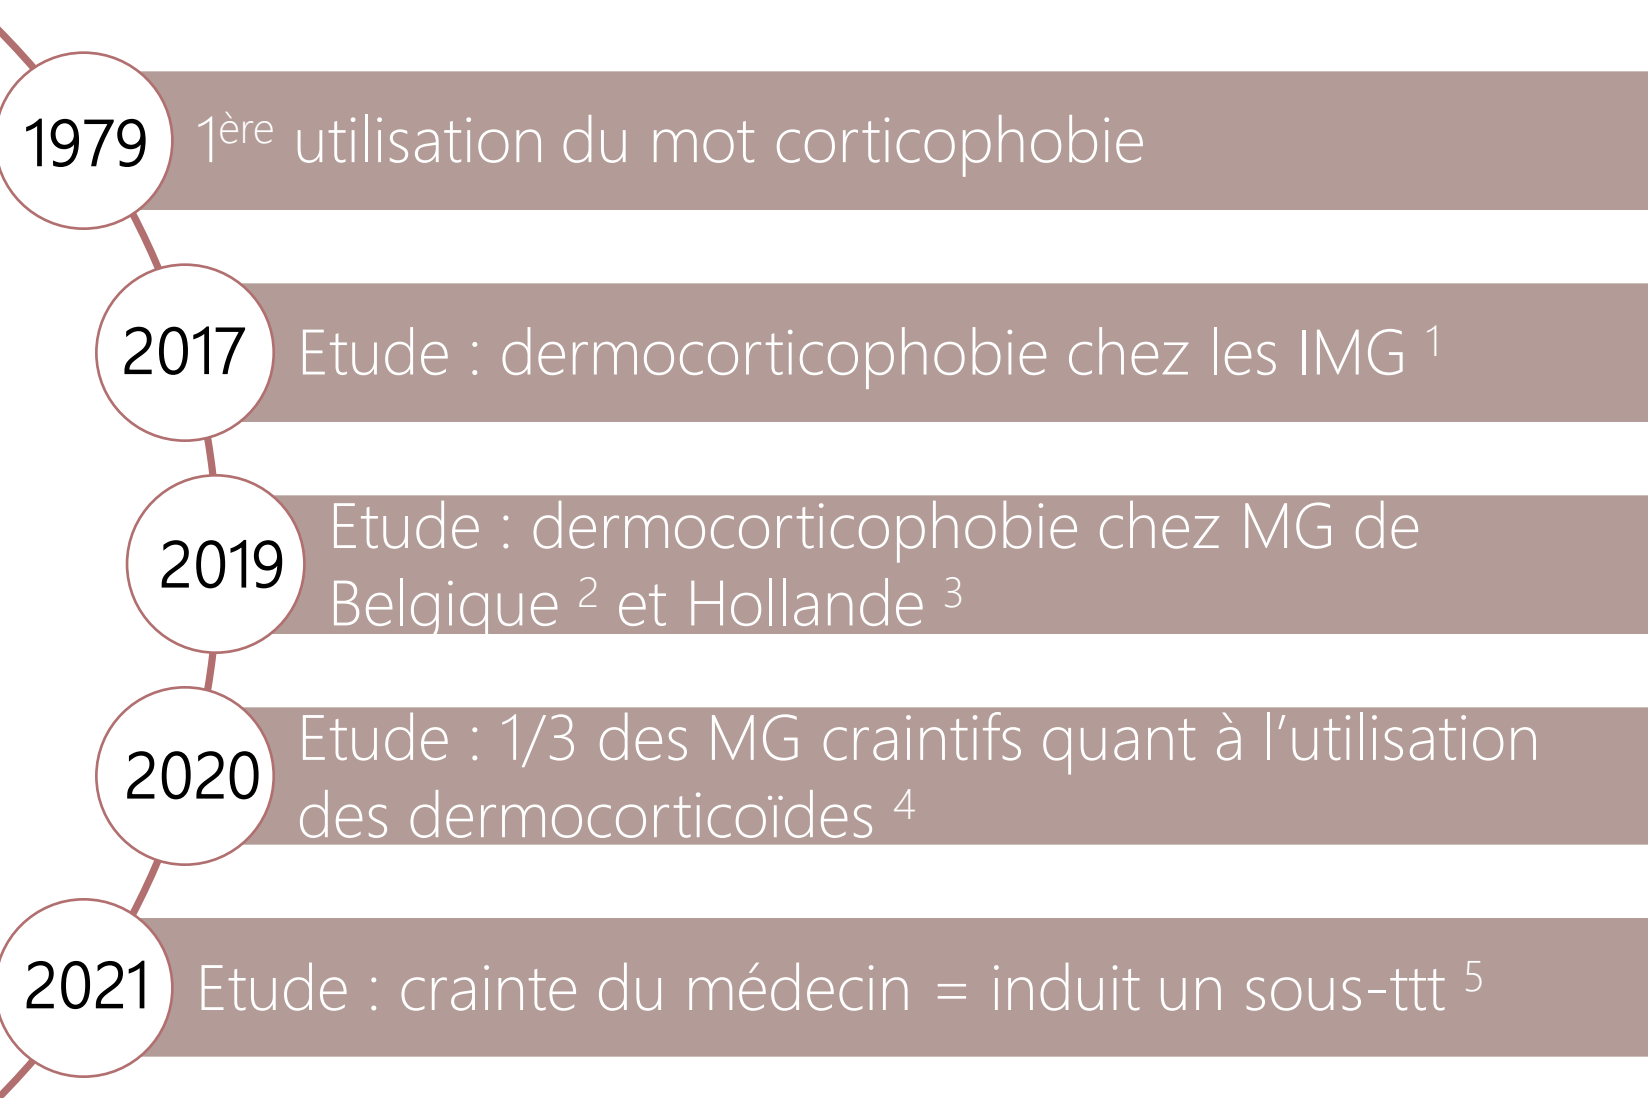 1979
1ère utilisation du mot corticophobie
2017
Etude : dermocorticophobie chez les IMG 1
2019
Etude : dermocorticophobie chez MG de
Belgique 2 et Hollande 3
2020
Etude : 1/3 des MG craintifs quant à l’utilisation
des dermocorticoïdes 4
2021
Etude : crainte du médecin = induit un sous-ttt 5